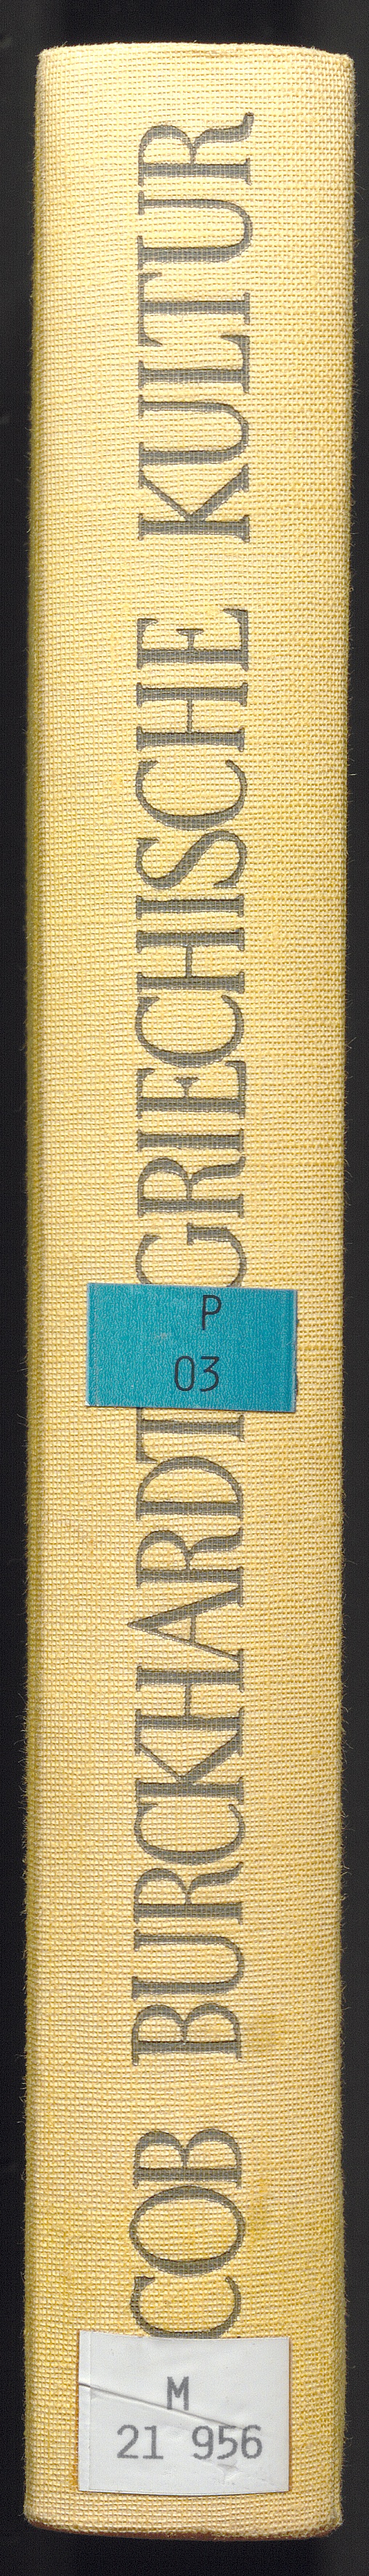 COB BURCKHARDT GRIECHISCHE KULTUR
P
03
M
21 956